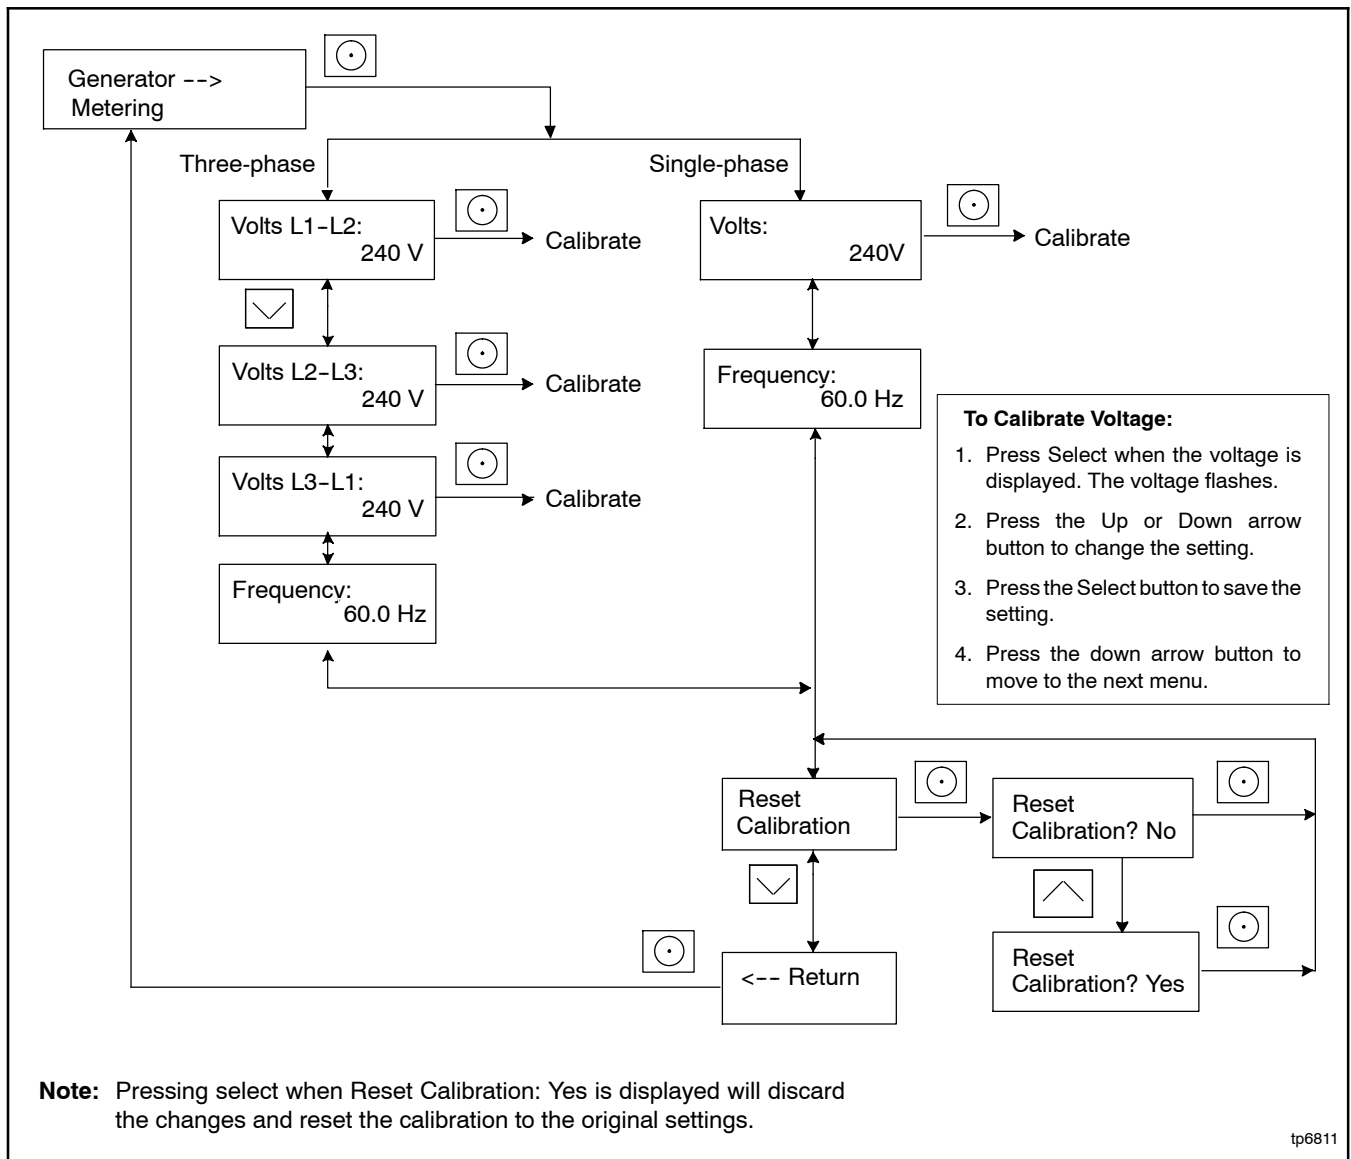 Generator -->
Metering
Three-phase
Single-phase
Volts L1-L2:
240 V
Calibrate
Volts:
240V
Calibrate
Volts L2-L3:
240 V
Calibrate
Frequency:
60.0 Hz
Volts L3-L1:
240 V
Calibrate
Frequency:
60.0 Hz
To Calibrate Voltage:
1. Press Select when the voltage is
displayed. The voltage flashes.
2. Press the Up or Down arrow
button to change the setting.
3. Press the Select button to save the
setting.
4. Press the down arrow button to
move to the next menu.
Reset
Calibration
Reset
Calibration? No
Reset
Calibration? Yes
<-- Return
Note: Pressing select when Reset Calibration: Yes is displayed will discard
the changes and reset the calibration to the original settings.
tp6811